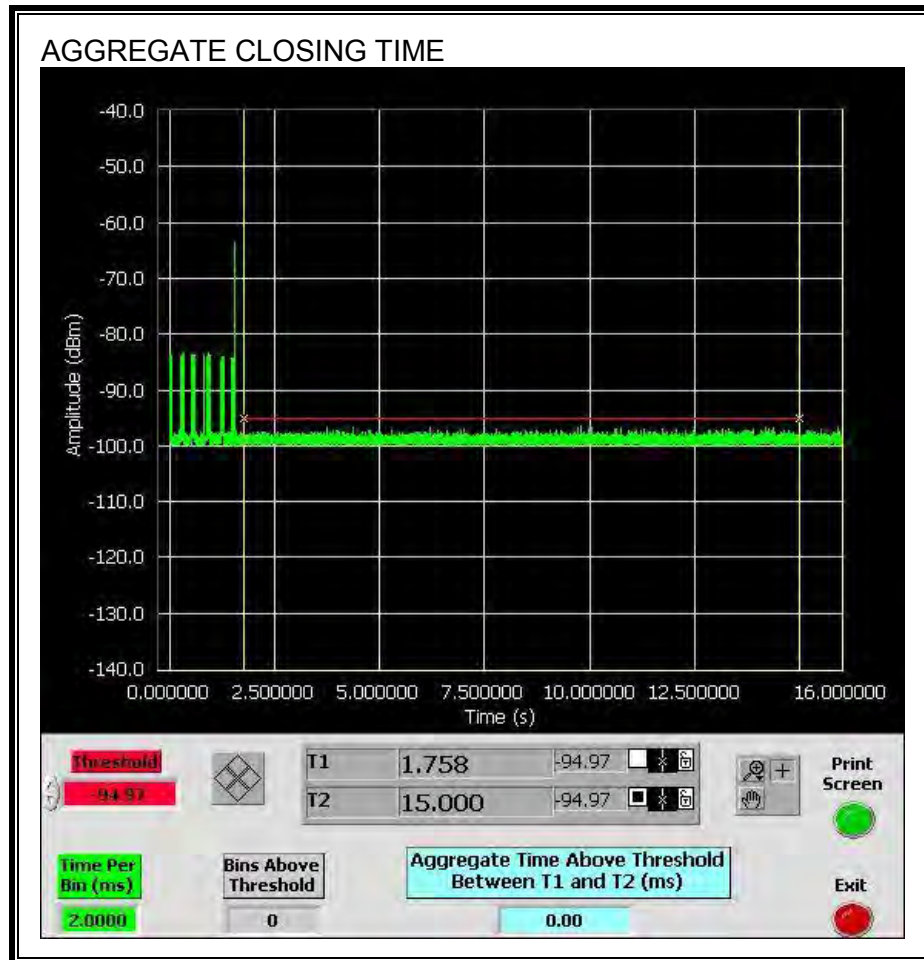 AGGREGATE CLOSING TIME
-40.0
-50.0
-60.0
-70.0
-80.0
-90.0
-100.0
-110.0
-120.0
-130.0
-140.0
Amplitude (dBm)
0.000000 2.500000 5.000000 7.500000 10.000000 12.500000 16.000000
Time (s)
Threshold
-94.97
T1 1.758 -94.97
T2 15.000 -94.97
Print
Screen
Time Per
Bin (ms)
2.0000
Bins Above
Threshold
0
Aggregate Time Above Threshold
Between T1 and T2 (ms)
0.00
Exit